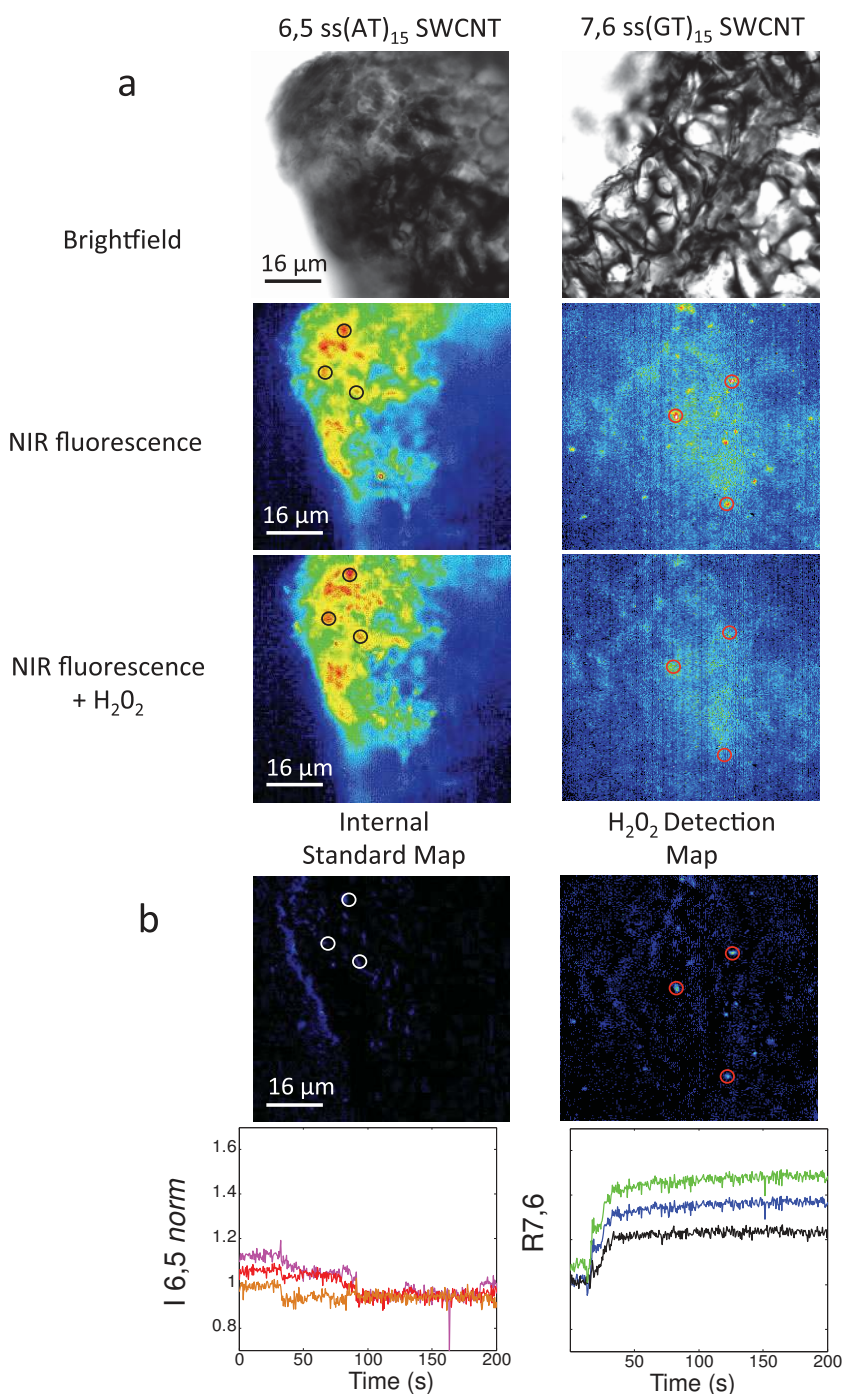 6,5 ss(AT)15 SWCNT
7,6 ss(GT)15 SWCNT
a
Brightfield
16 μm
NIR fluorescence
16 μm
NIR fluorescence
+ H202
16 μm
Internal
Standard Map
H2O2 Detection
Map
b
16 μm
I 6,5 norm
1.6
1.4
1.2
1
0.8
0
50
100
150
200
Time (s)
R7,6
50
100
150
200
Time (s)